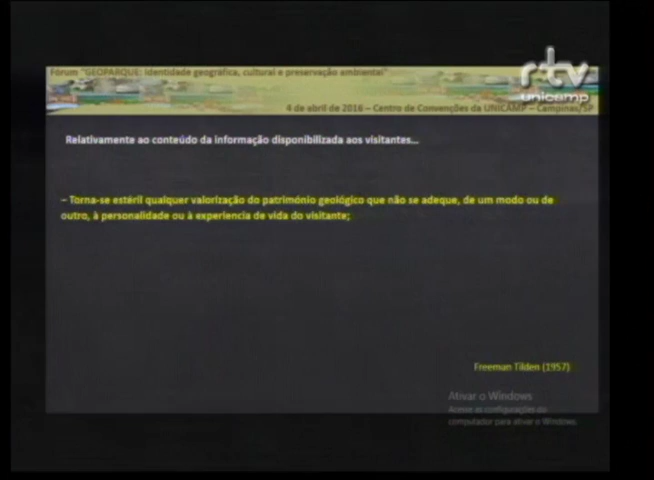 Fórum "GEOPARQUE: Identidade geográfica, cultural e preservação ambiental"
rtv
unicamp
4 de abril de 2016 – Centro de Convenções da UNICAMP – Campinas/SP
Relativamente ao conteúdo da informação disponibilizada aos visitantes...
– Torna-se estéril qualquer valorização do património geológico que não se adeque, de um modo ou de
outro, à personalidade ou à experiencia de vida do visitante;
Freeman Tilden (1957)
Ativar o Windows
Acesse as configurações do
computador para ativar o Windows.